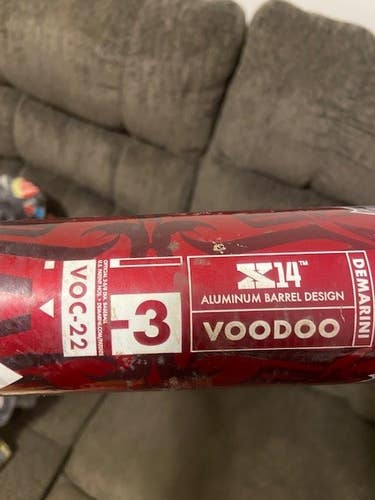 X14™
ALUMINUM BARREL DESIGN
VOODOO
DEMARINI
-3
VOC-22